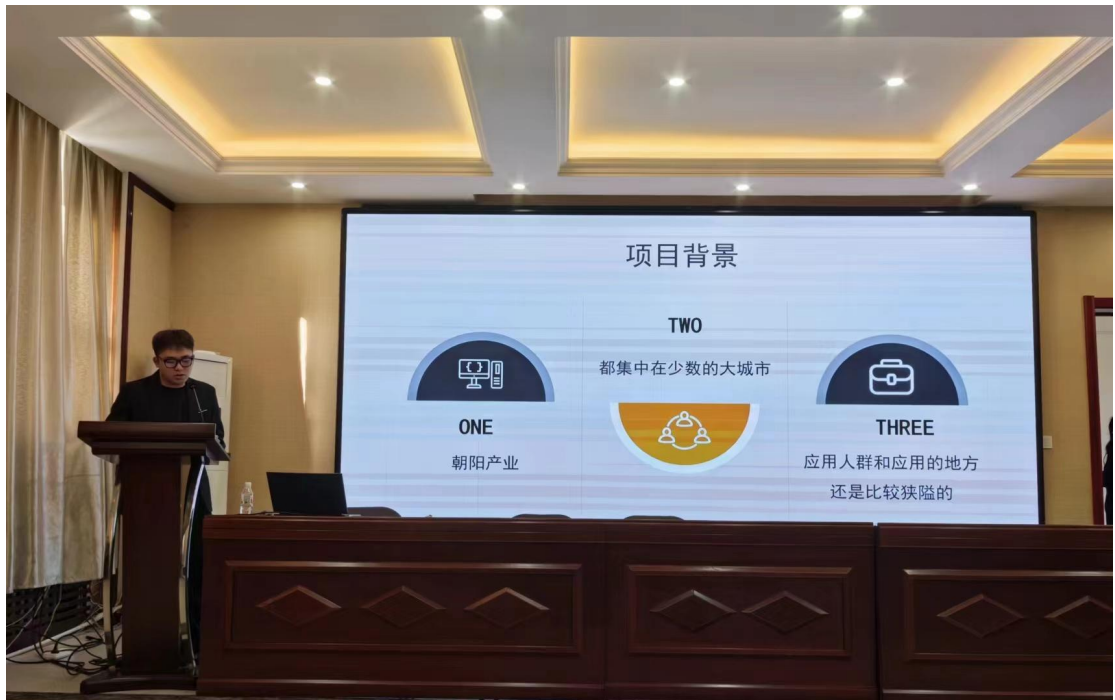 项目背景
ONE
朝阳产业
TWO
都集中在少数的大城市
THREE
应用人群和应用的地方
还是比较狭隘的